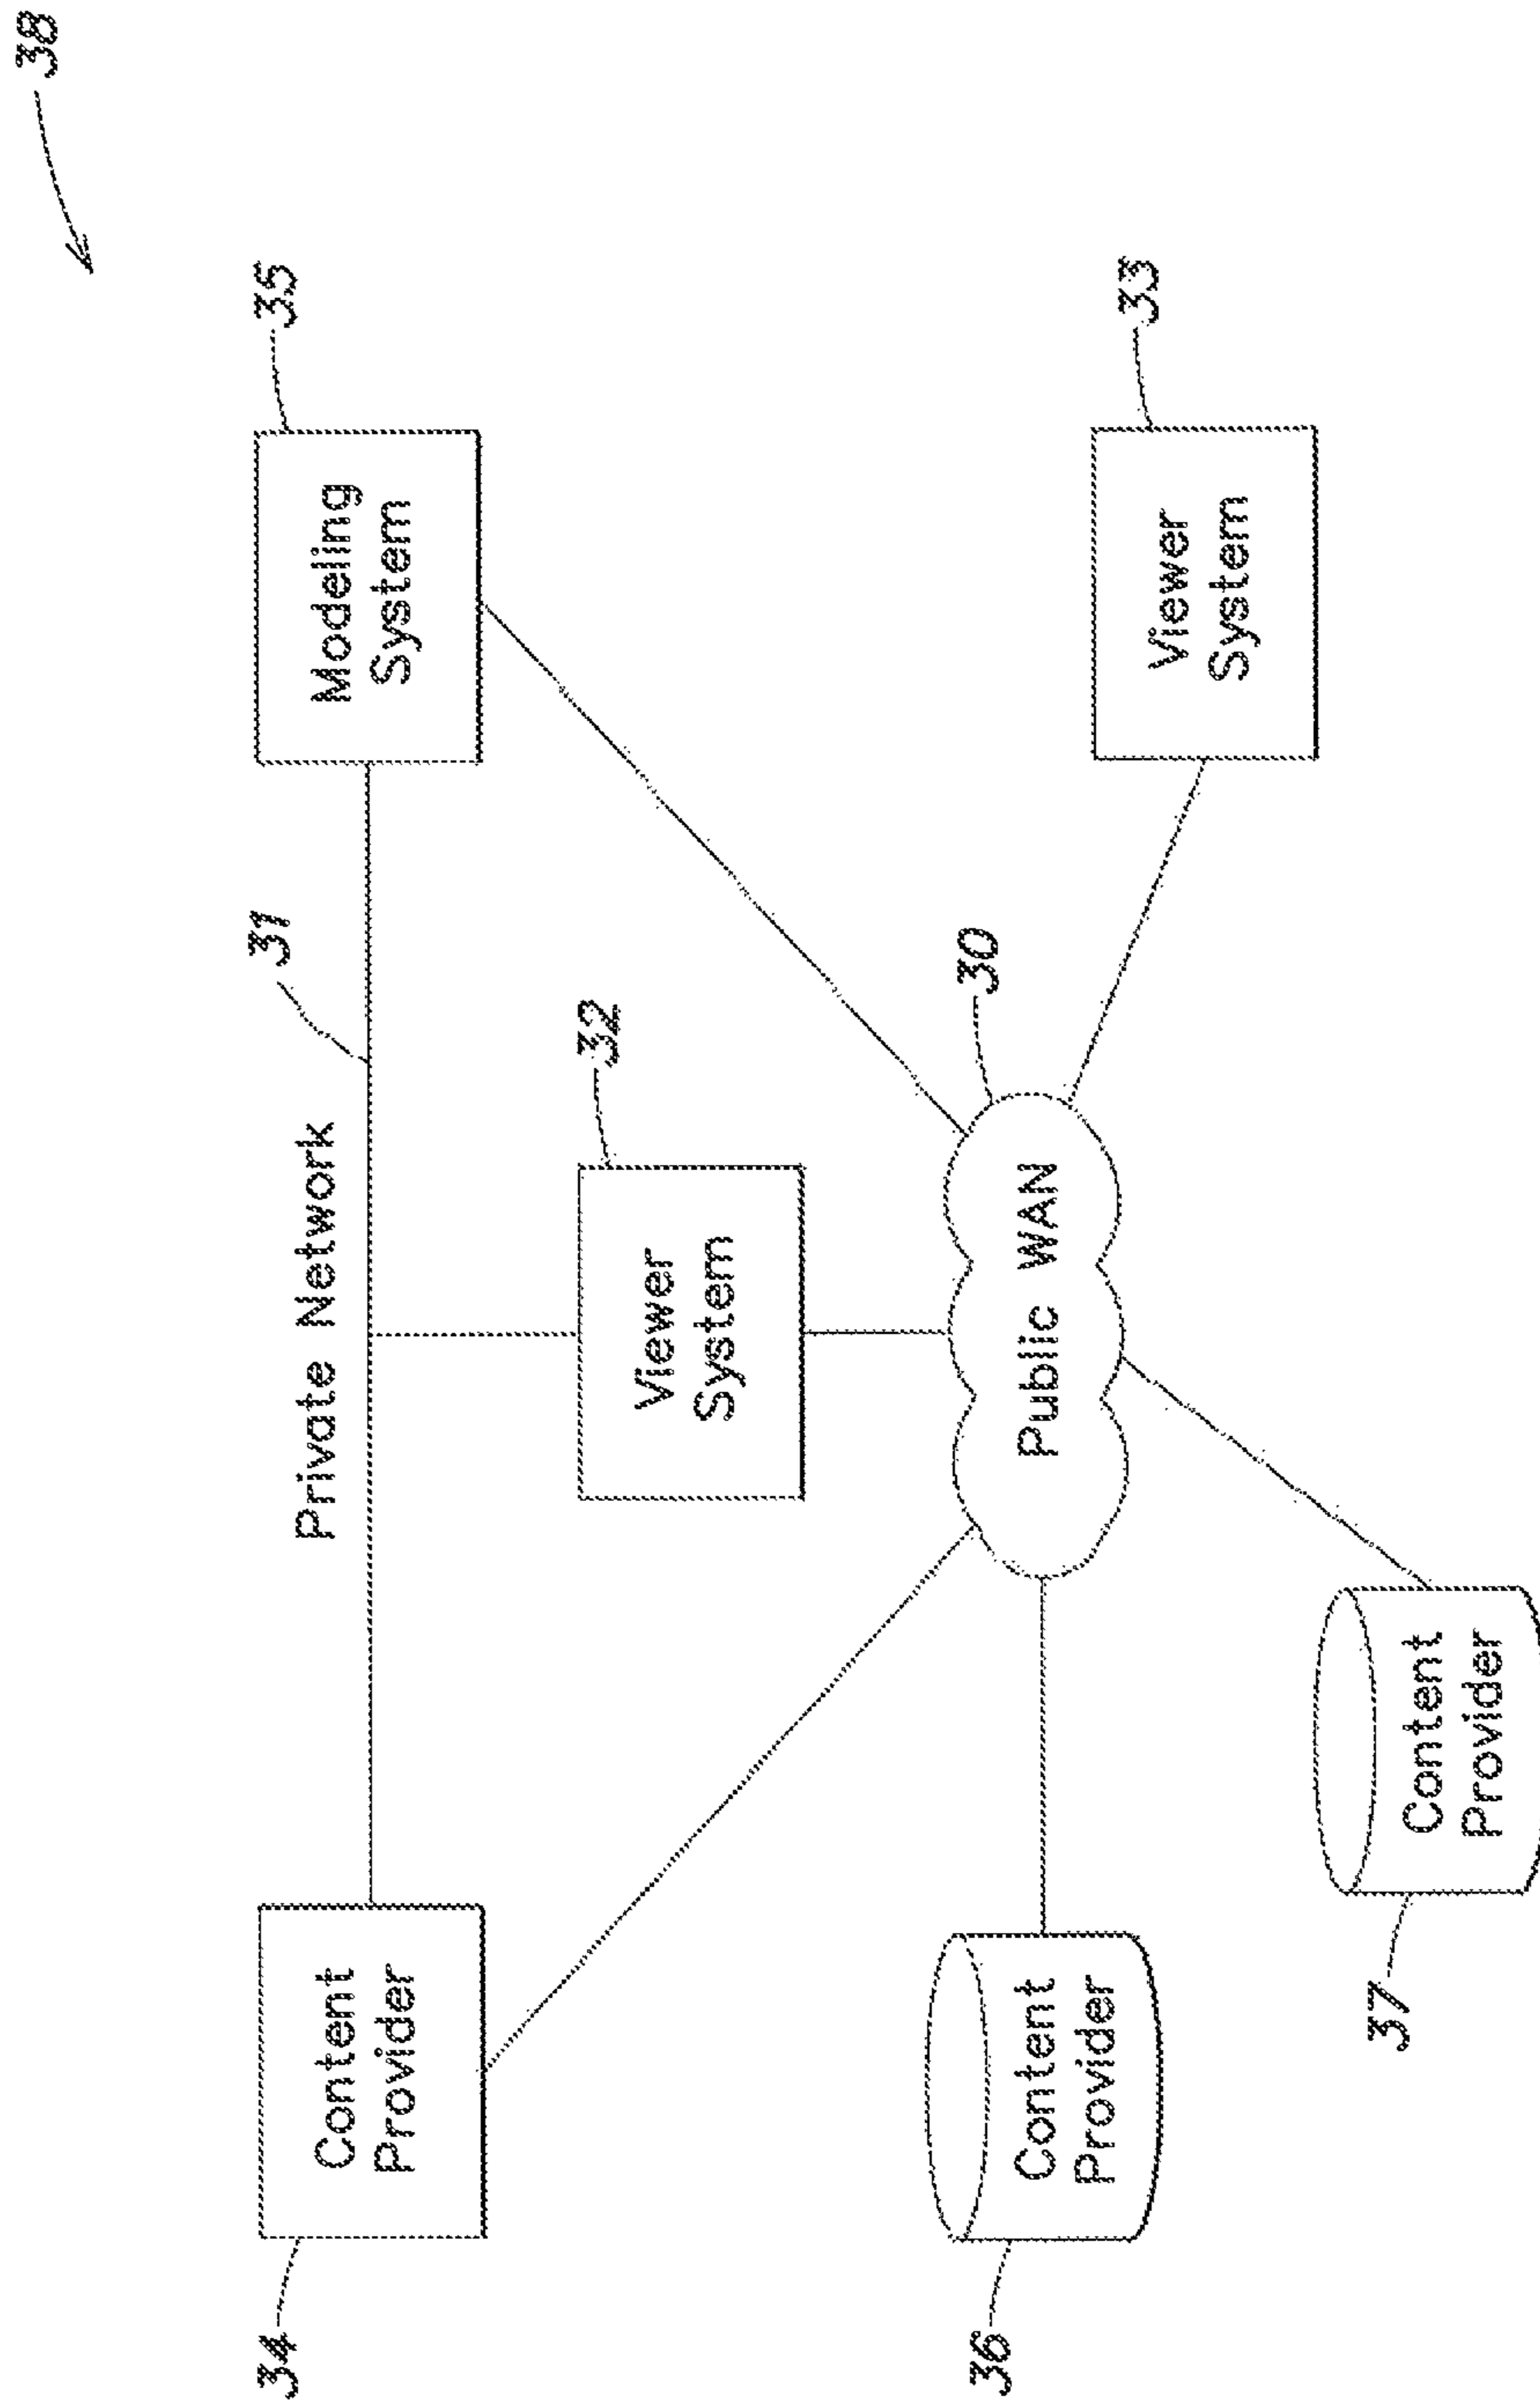 38
34
Content
Provider
Private Network
31
Modeling
System
35
Viewer
System
32
36
Content
Provider
Public WAN
30
Viewer
System
33
37
Content
Provider